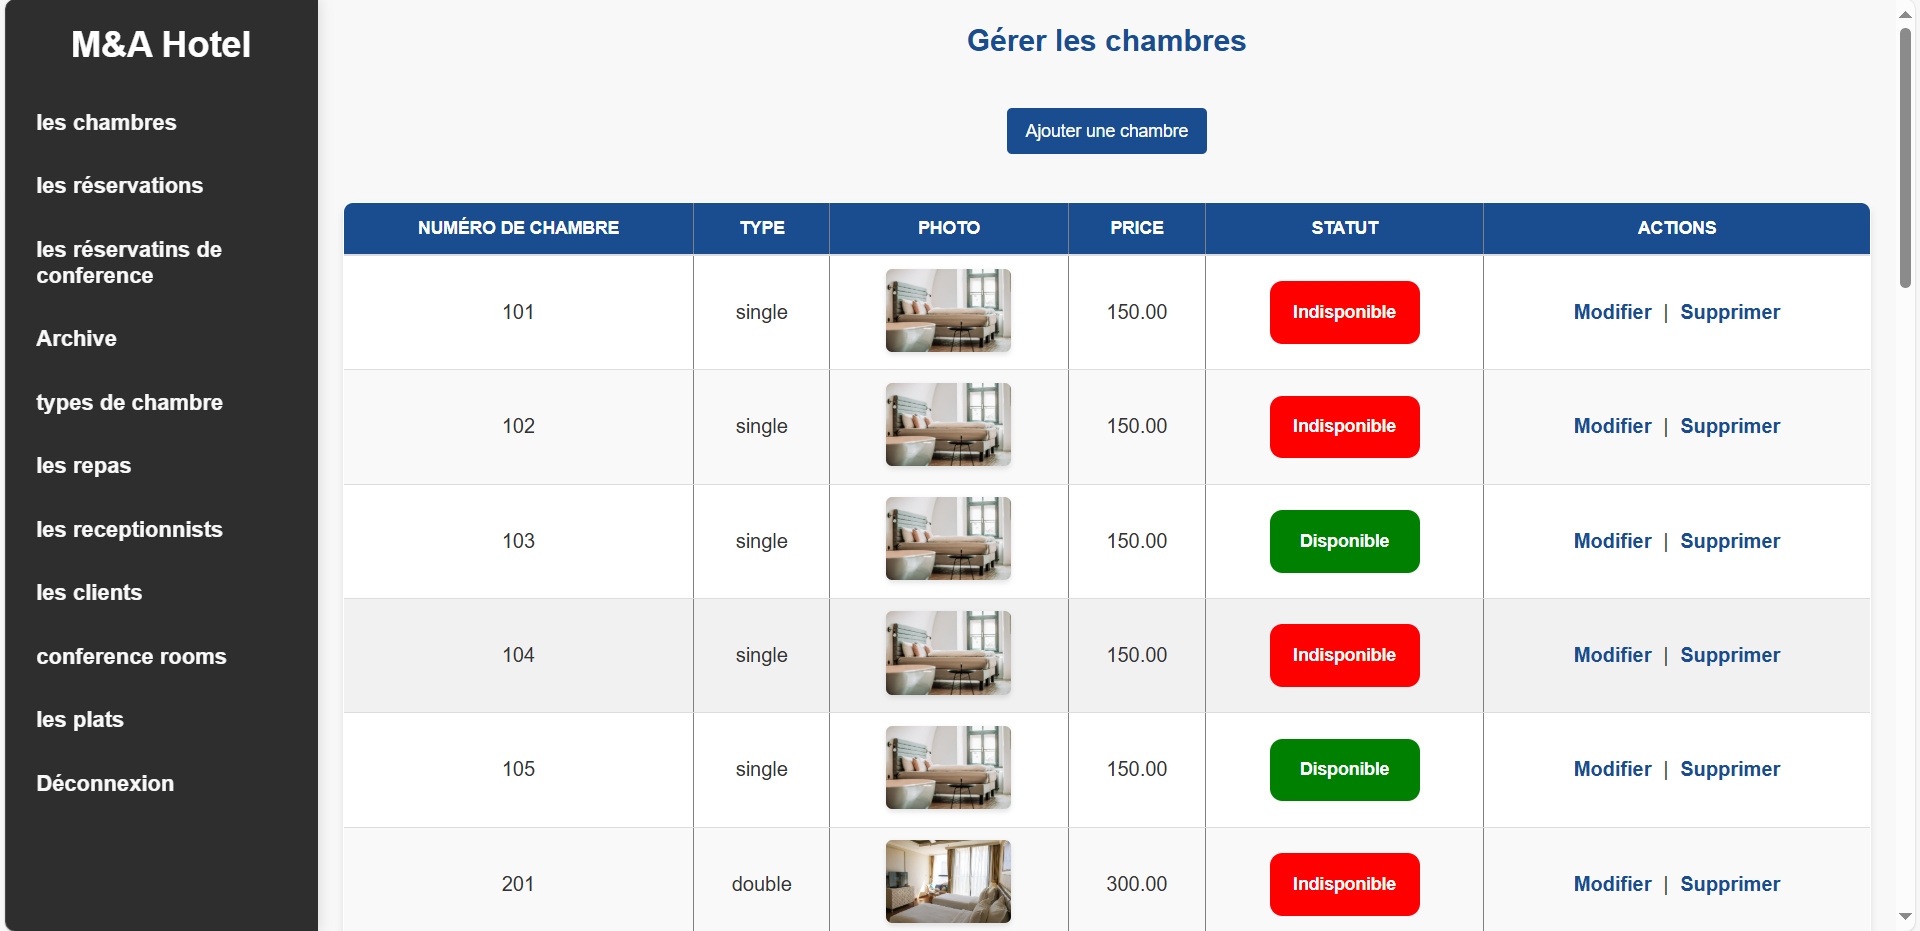 M&A Hotel
les chambres
les réservations
les réservatins de
conference
Archive
types de chambre
les repas
les receptionnists
les clients
conference rooms
les plats
Déconnexion
Gérer les chambres
Ajouter une chambre
NUMÉRO DE CHAMBRE TYPE PHOTO PRICE STATUT ACTIONS
101 single 150.00 Indisponible Modifier | Supprimer
102 single 150.00 Indisponible Modifier | Supprimer
103 single 150.00 Disponible Modifier | Supprimer
104 single 150.00 Indisponible Modifier | Supprimer
105 single 150.00 Disponible Modifier | Supprimer
201 double 300.00 Indisponible Modifier | Supprimer